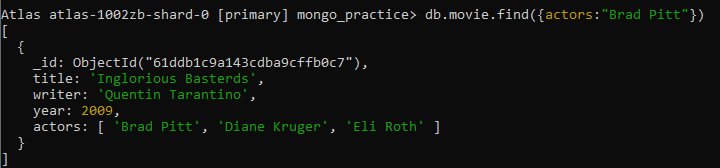 Atlas atlas-1002zb-shard-0 [primary] mongo_practice> db.movie.find({actors:"Brad Pitt"})
[
  {
    _id: ObjectId("61ddb1c9a143cdba9cffb0c7"),
    title: 'Inglorious Basterds',
    writer: 'Quentin Tarantino',
    year: 2009,
    actors: [ 'Brad Pitt', 'Diane Kruger', 'Eli Roth' ]
  }
]